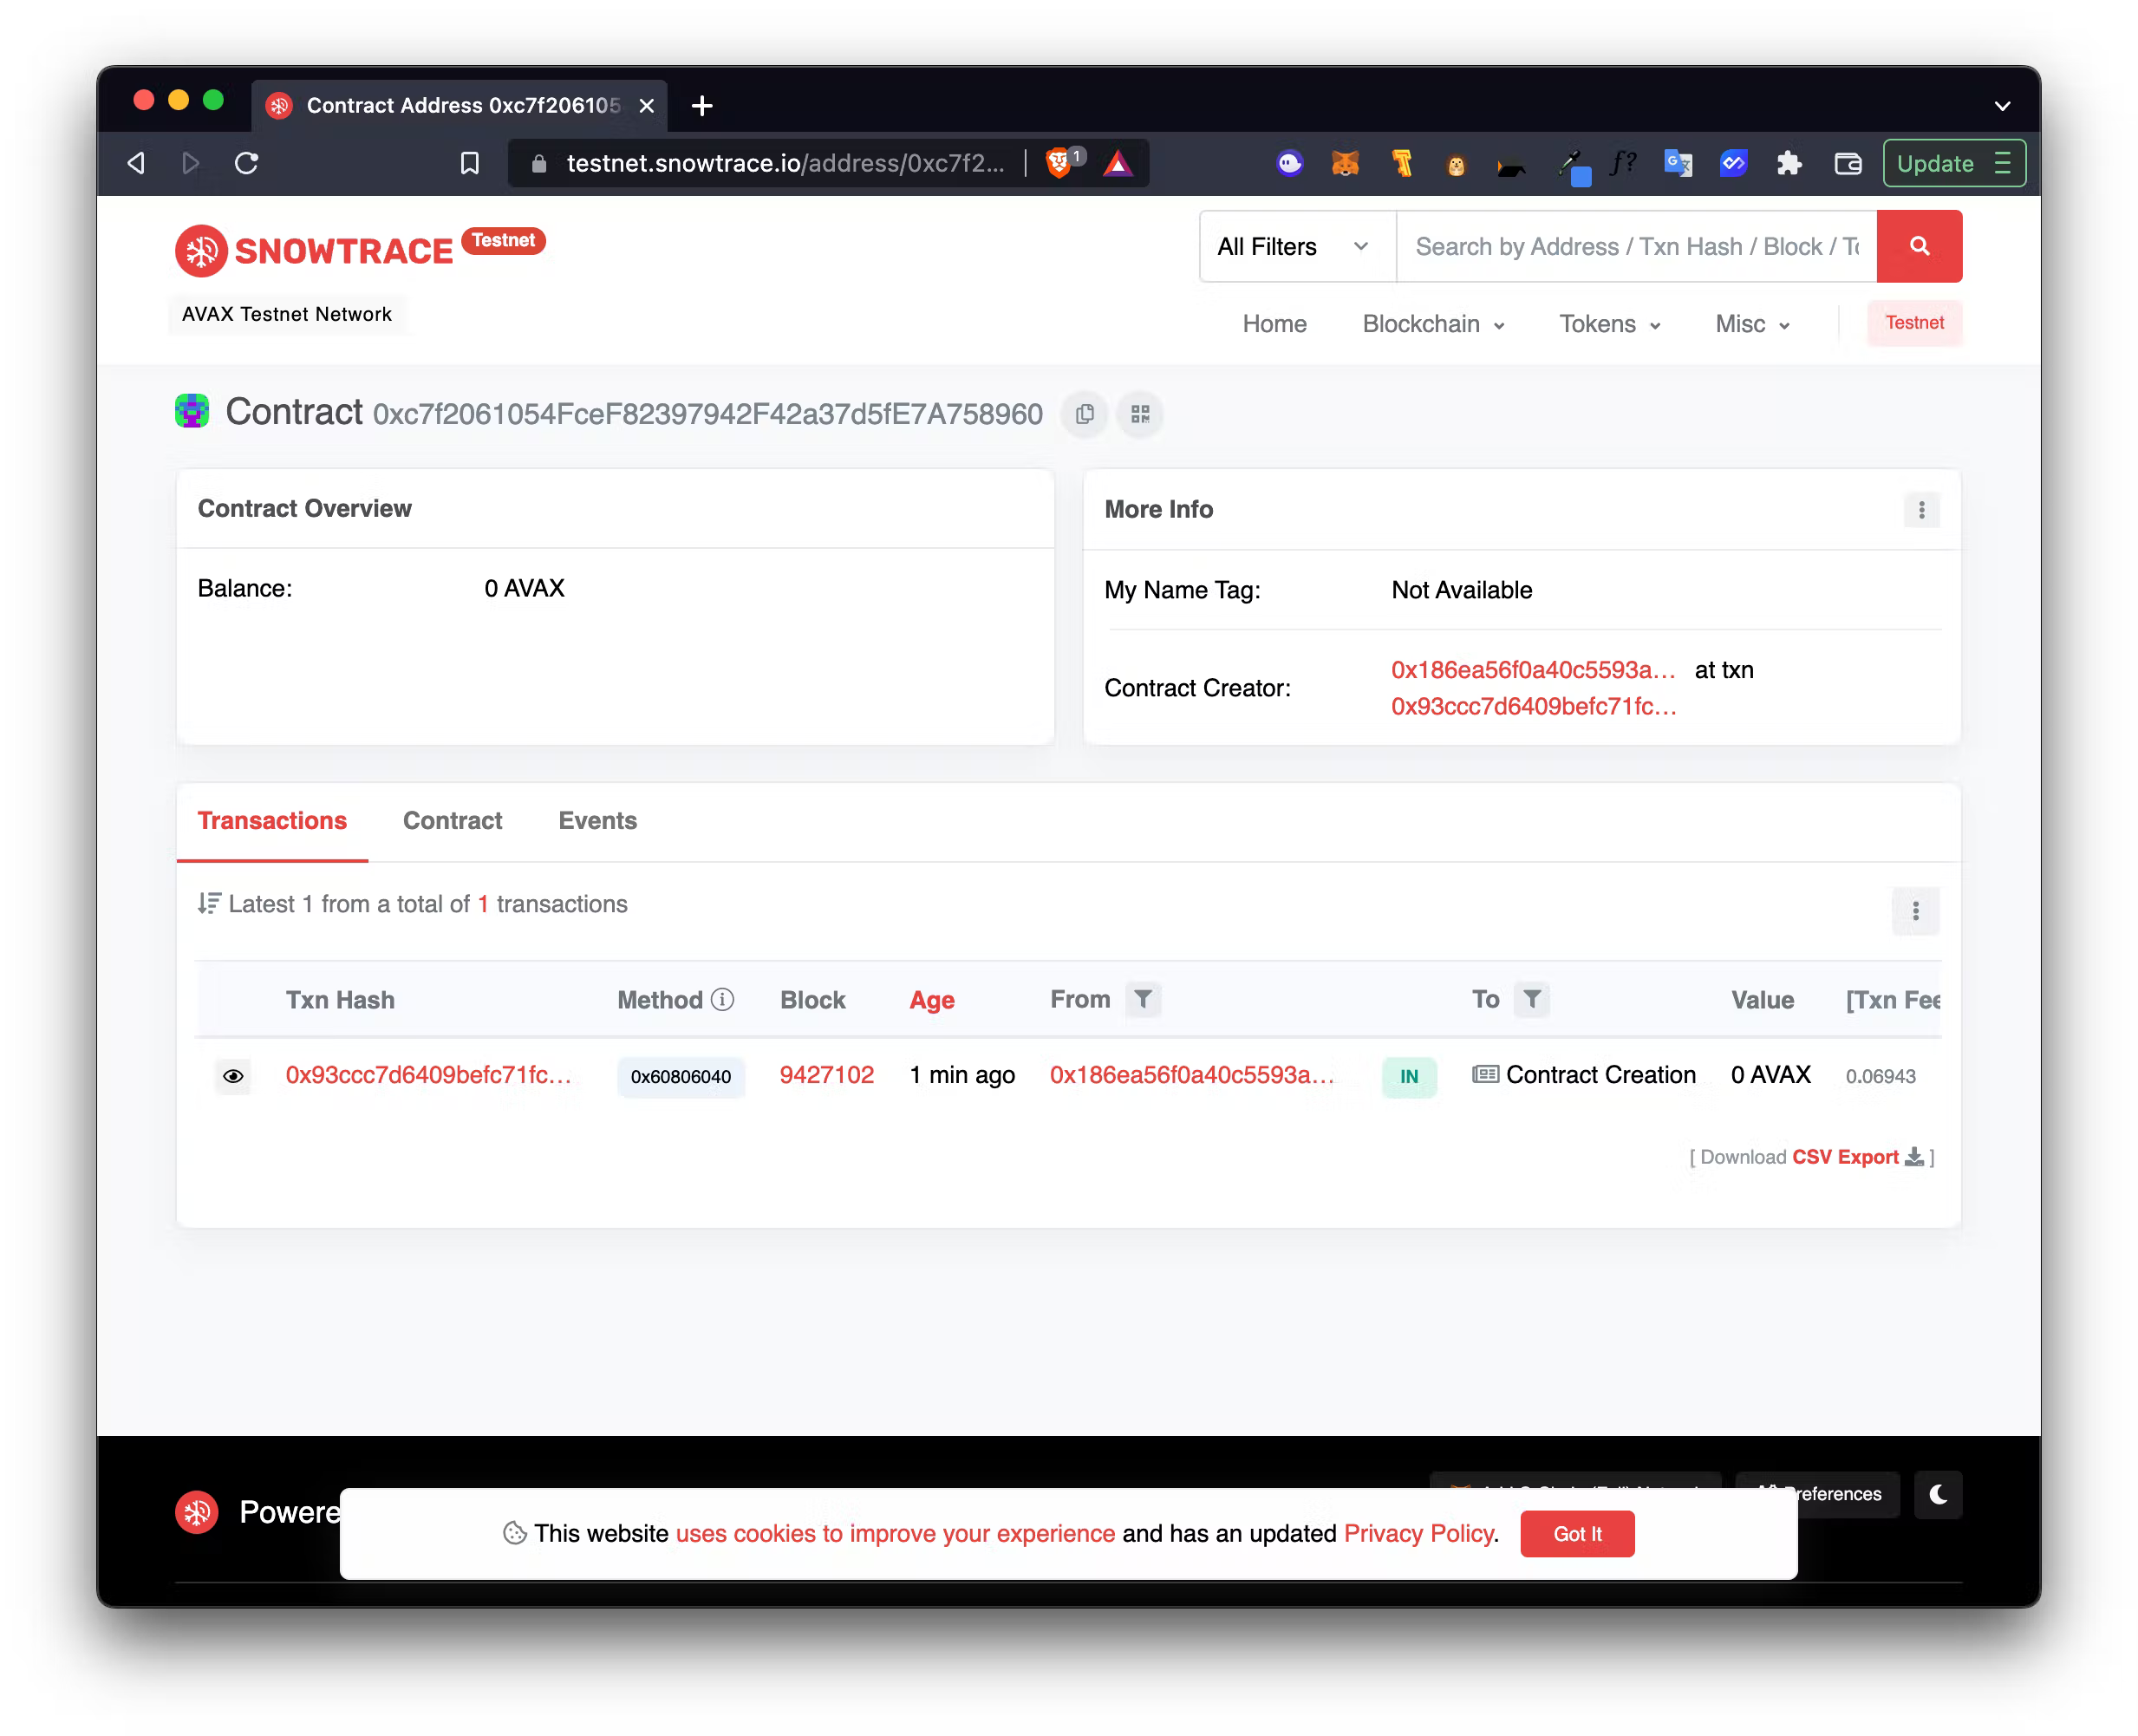 Contract Address 0xc7f206105
testnet.snowtrace.io/address/0xc7f2...
1
Update
SNOWTRACE Testnet
AVAX Testnet Network
All Filters
Search by Address / Txn Hash / Block / To
Home Blockchain Tokens Misc Testnet
Contract 0xc7f2061054FceF82397942F42a37d5fE7A758960
Contract Overview
Balance: 0 AVAX
More Info
My Name Tag: Not Available
Contract Creator: 0x186ea56f0a40c5593a... at txn
0x93ccc7d6409befc71fc...
Transactions Contract Events
Latest 1 from a total of 1 transactions
Txn Hash Method Block Age From To Value [Txn Fee
0x93ccc7d6409befc71fc... 0x60806040 9427102 1 min ago 0x186ea56f0a40c5593a... IN Contract Creation 0 AVAX 0.06943
[ Download CSV Export ]
Powere
references
This website uses cookies to improve your experience and has an updated Privacy Policy. Got It